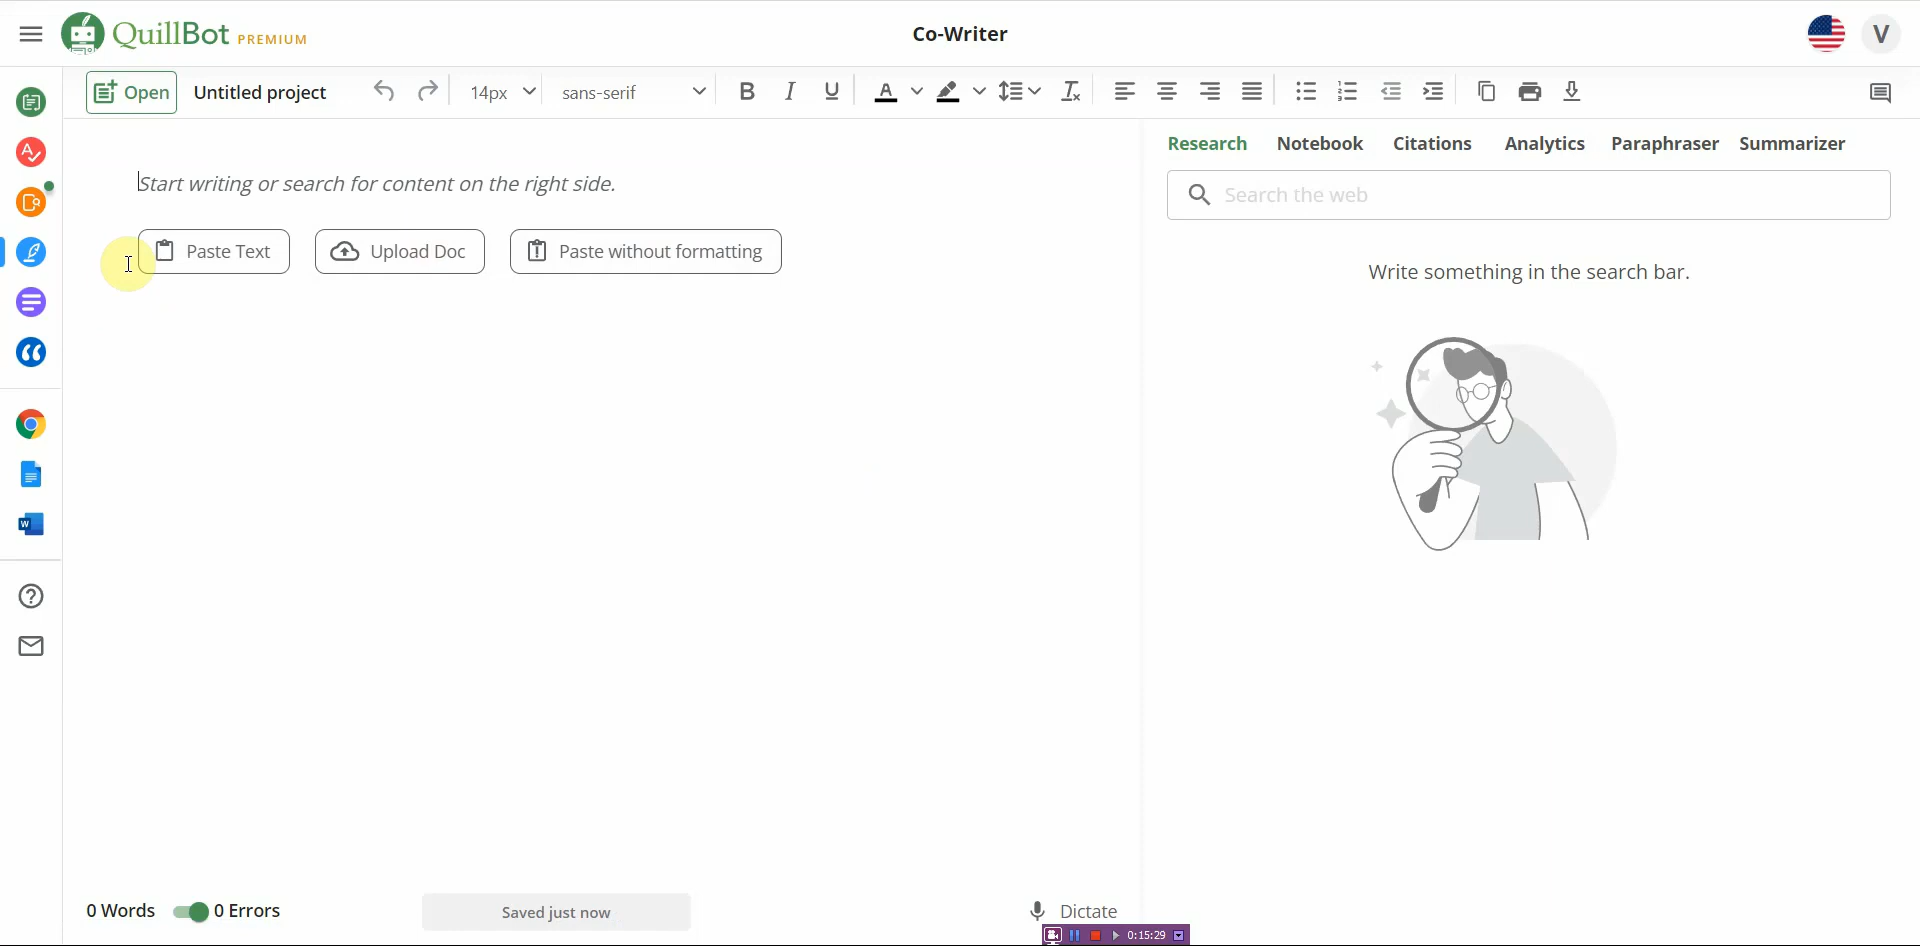 QuillBot PREMIUM
Co-Writer
V
Open
Untitled project
14px
sans-serif
B
I
U
A
Research
Notebook
Citations
Analytics
Paraphraser
Summarizer
Start writing or search for content on the right side.
Search the web
Paste Text
Upload Doc
Paste without formatting
Write something in the search bar.
W
0 Words
0 Errors
Saved just now
Dictate
0:15:29